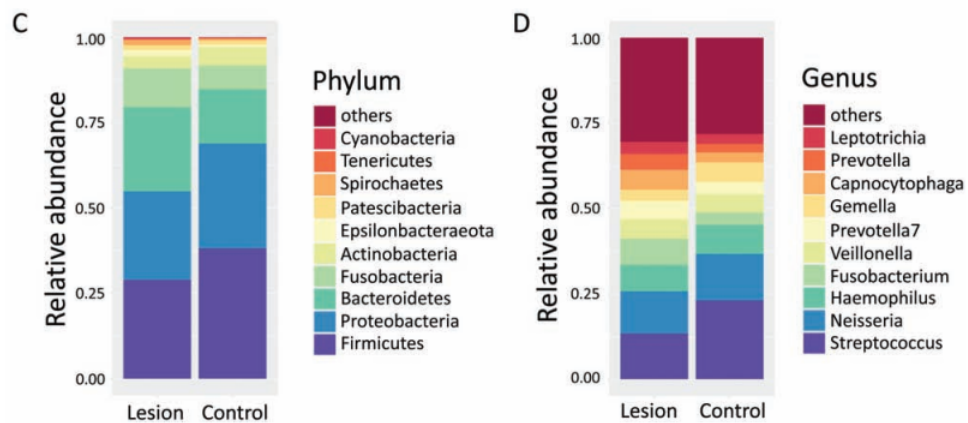 C
Relative abundance
1.00
0.75
0.50
0.25
0.00
Lesion Control
Phylum
others
Cyanobacteria
Tenericutes
Spirochaetes
Patescibacteria
Epsilonbacteraeota
Actinobacteria
Fusobacteria
Bacteroidetes
Proteobacteria
Firmicutes
D
Relative abundance
1.00
0.75
0.50
0.25
0.00
Lesion Control
Genus
others
Leptotrichia
Prevotella
Capnocytophaga
Gemella
Prevotella7
Veillonella
Fusobacterium
Haemophilus
Neisseria
Streptococcus